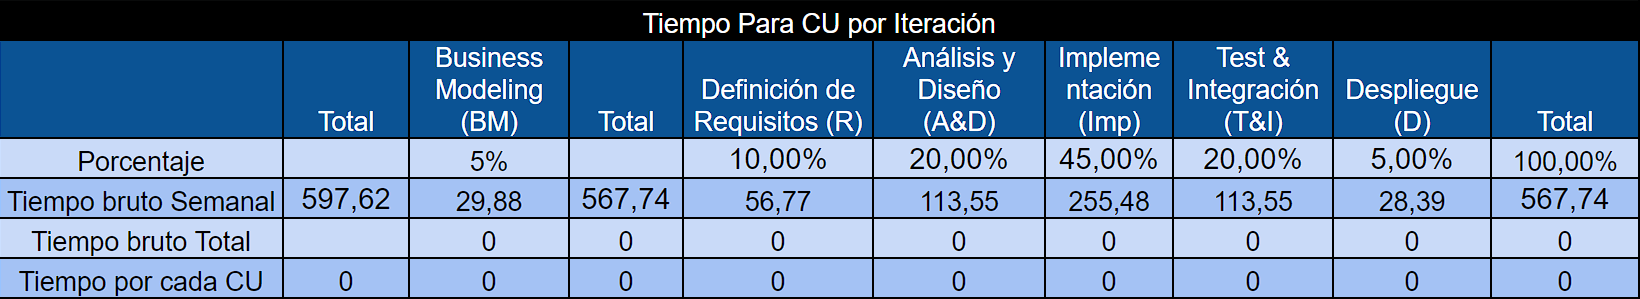 Tiempo Para CU por Iteración
Total Business Modeling (BM) Total Definición de Requisitos (R) Análisis y Diseño (A&D) Impleme ntación (Imp) Test & Integración (T&I) Despliegue (D) Total
Porcentaje 5% 10,00% 20,00% 45,00% 20,00% 5,00% 100,00%
Tiempo bruto Semanal 597,62 29,88 567,74 56,77 113,55 255,48 113,55 28,39 567,74
Tiempo bruto Total 0 0 0 0 0 0 0 0
Tiempo por cada CU 0 0 0 0 0 0 0 0 0